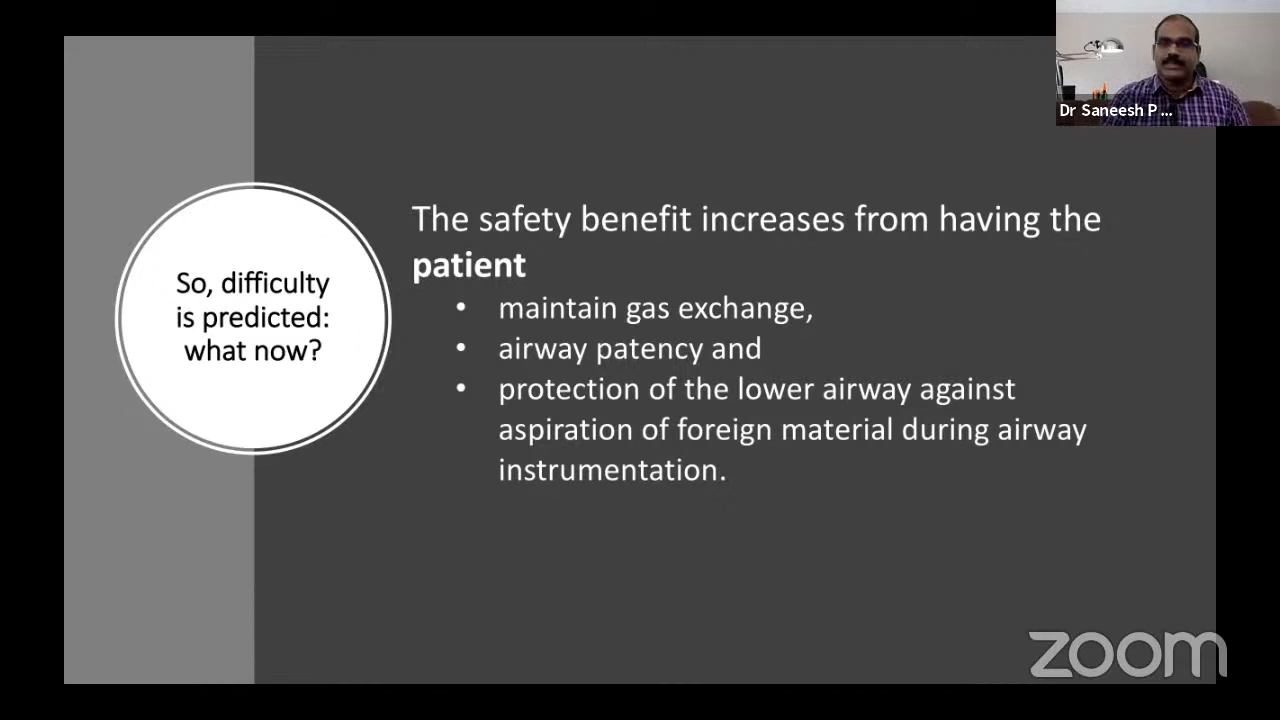 Dr Saneesh P ...
So, difficulty
is predicted:
what now?
The safety benefit increases from having the
patient
• maintain gas exchange,
• airway patency and
• protection of the lower airway against
aspiration of foreign material during airway
instrumentation.
zoom